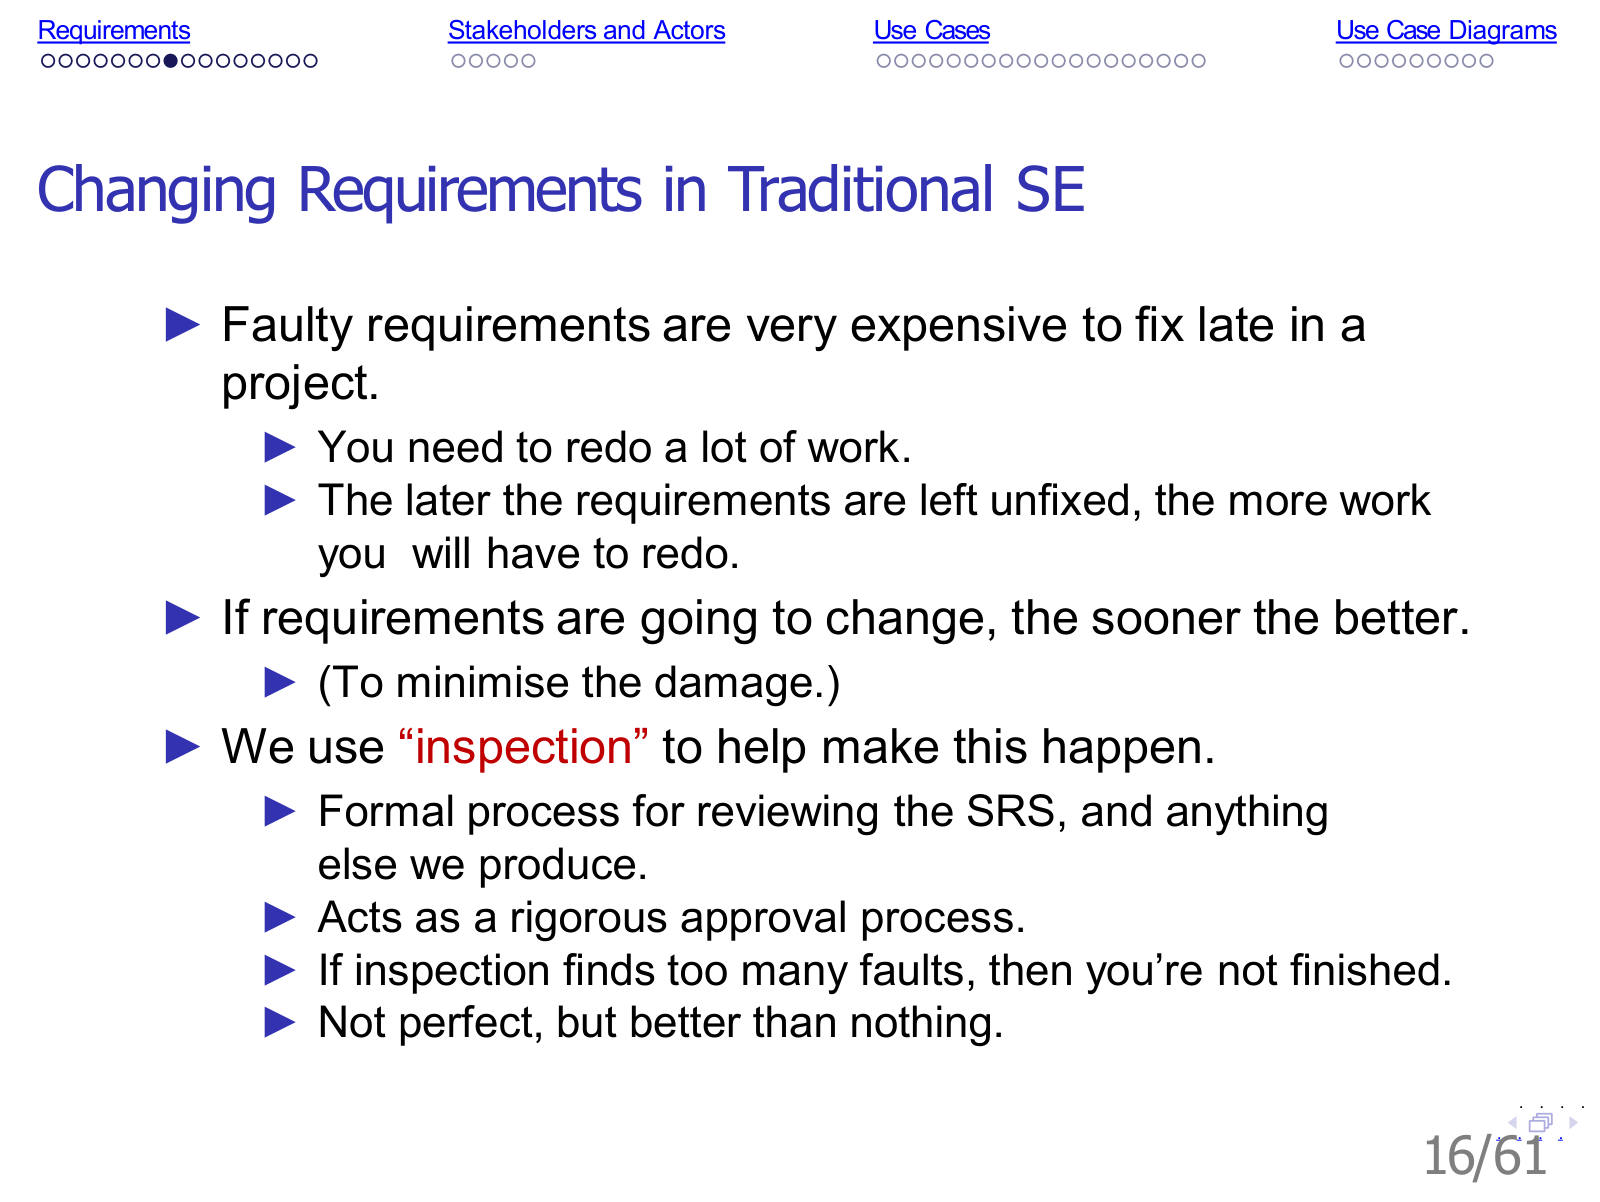 Requirements
Stakeholders and Actors
Use Cases
Use Case Diagrams
Changing Requirements in Traditional SE
Faulty requirements are very expensive to fix late in a
project.
You need to redo a lot of work.
The later the requirements are left unfixed, the more work
you will have to redo.
If requirements are going to change, the sooner the better.
(To minimise the damage.)
We use “inspection” to help make this happen.
Formal process for reviewing the SRS, and anything
else we produce.
Acts as a rigorous approval process.
If inspection finds too many faults, then you’re not finished.
Not perfect, but better than nothing.
16/61